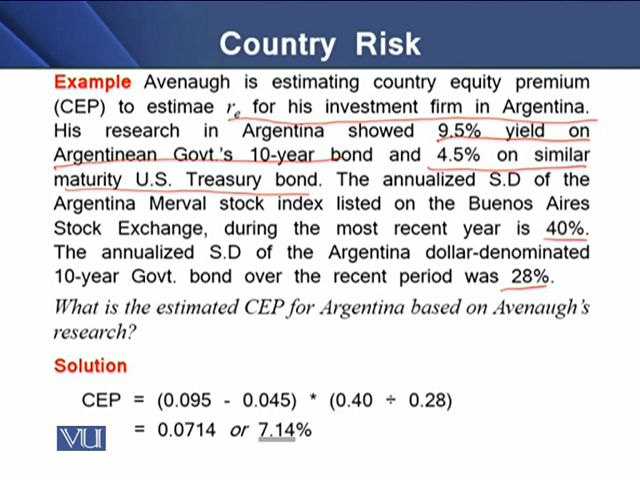 Country Risk
Example Avenaugh is estimating country equity premium
(CEP) to estimae re for his investment firm in Argentina.
His research in Argentina showed 9.5% yield on
Argentinean Govt.'s 10-year bond and 4.5% on similar
maturity U.S. Treasury bond. The annualized S.D of the
Argentina Merval stock index listed on the Buenos Aires
Stock Exchange, during the most recent year is 40%.
The annualized S.D of the Argentina dollar-denominated
10-year Govt. bond over the recent period was 28%.
What is the estimated CEP for Argentina based on Avenaugh's
research?
Solution
CEP = (0.095 - 0.045) * (0.40 ÷ 0.28)
= 0.0714 or 7.14%
VU